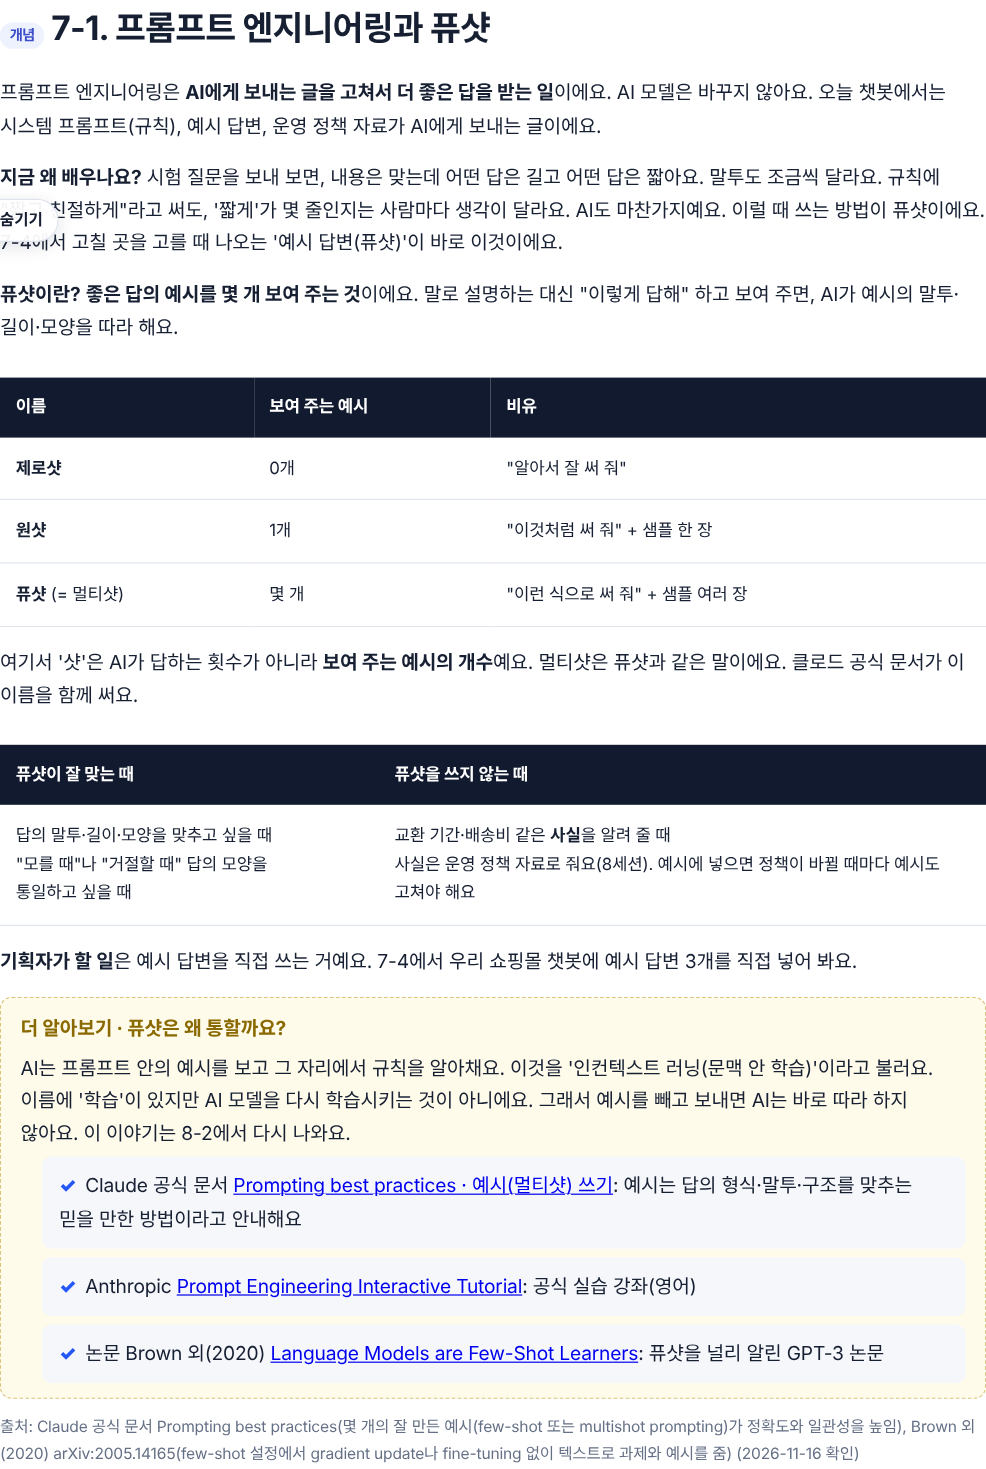 개념 7-1. 프롬프트 엔지니어링과 퓨샷
프롬프트 엔지니어링은 AI에게 보내는 글을 고쳐서 더 좋은 답을 받는 일이에요. AI 모델은 바꾸지 않아요. 오늘 챗봇에서는
시스템 프롬프트(규칙), 예시 답변, 운영 정책 자료가 AI에게 보내는 글이에요.
지금 왜 배우나요? 시험 질문을 보내 보면, 내용은 맞는데 어떤 답은 길고 어떤 답은 짧아요. 말투도 조금씩 달라요. 규칙에
숨기기
친절하게"라고 써도, '짧게'가 몇 줄인지는 사람마다 생각이 달라요. AI도 마찬가지예요. 이럴 때 쓰는 방법이 퓨샷이에요.
7-4에서 고칠 곳을 고를 때 나오는 '예시 답변(퓨샷)'이 바로 이것이에요.
퓨샷이란? 좋은 답의 예시를 몇 개 보여 주는 것이에요. 말로 설명하는 대신 "이렇게 답해" 하고 보여 주면, AI가 예시의 말투·
길이·모양을 따라 해요.
이름 보여 주는 예시 비유
제로샷 0개 "알아서 잘 써 줘"
원샷 1개 "이것처럼 써 줘" + 샘플 한 장
퓨샷 (= 멀티샷) 몇 개 "이런 식으로 써 줘" + 샘플 여러 장
여기서 '샷'은 AI가 답하는 횟수가 아니라 보여 주는 예시의 개수예요. 멀티샷은 퓨샷과 같은 말이에요. 클로드 공식 문서가 이
이름을 함께 써요.
퓨샷이 잘 맞는 때 퓨샷을 쓰지 않는 때
답의 말투·길이·모양을 맞추고 싶을 때
"모를 때"나 "거절할 때" 답의 모양을
통일하고 싶을 때
교환 기간·배송비 같은 사실을 알려 줄 때
사실은 운영 정책 자료로 줘요(8세션). 예시에 넣으면 정책이 바뀔 때마다 예시도
고쳐야 해요
기획자가 할 일은 예시 답변을 직접 쓰는 거예요. 7-4에서 우리 쇼핑몰 챗봇에 예시 답변 3개를 직접 넣어 봐요.
더 알아보기 · 퓨샷은 왜 통할까요?
AI는 프롬프트 안의 예시를 보고 그 자리에서 규칙을 알아채요. 이것을 '인컨텍스트 러닝(문맥 안 학습)'이라고 불러요.
이름에 '학습'이 있지만 AI 모델을 다시 학습시키는 것이 아니에요. 그래서 예시를 빼고 보내면 AI는 바로 따라 하지
않아요. 이 이야기는 8-2에서 다시 나와요.
✔ Claude 공식 문서 Prompting best practices · 예시(멀티샷) 쓰기: 예시는 답의 형식·말투·구조를 맞추는
믿을 만한 방법이라고 안내해요
✔ Anthropic Prompt Engineering Interactive Tutorial: 공식 실습 강좌(영어)
✔ 논문 Brown 외(2020) Language Models are Few-Shot Learners: 퓨샷을 널리 알린 GPT-3 논문
출처: Claude 공식 문서 Prompting best practices(몇 개의 잘 만든 예시(few-shot 또는 multishot prompting)가 정확도와 일관성을 높임), Brown 외
(2020) arXiv:2005.14165(few-shot 설정에서 gradient update나 fine-tuning 없이 텍스트로 과제와 예시를 줌) (2026-11-16 확인)